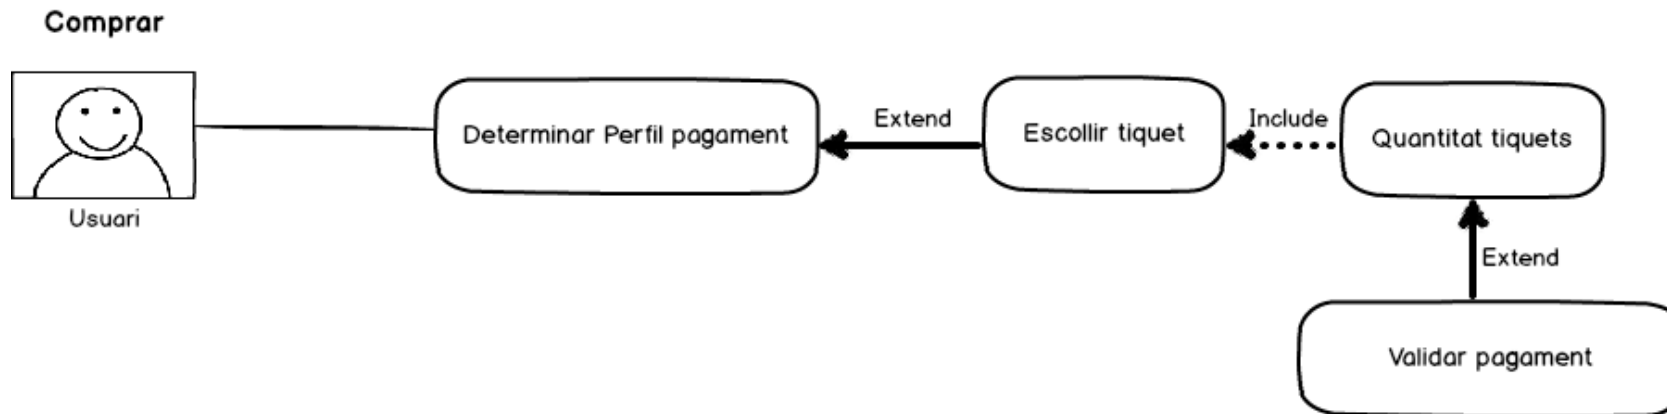 Comprar
Usuari
Determinar Perfil pagament
Extend
Escollir tiquet
Include
Quantitat tiquets
Extend
Validar pagament